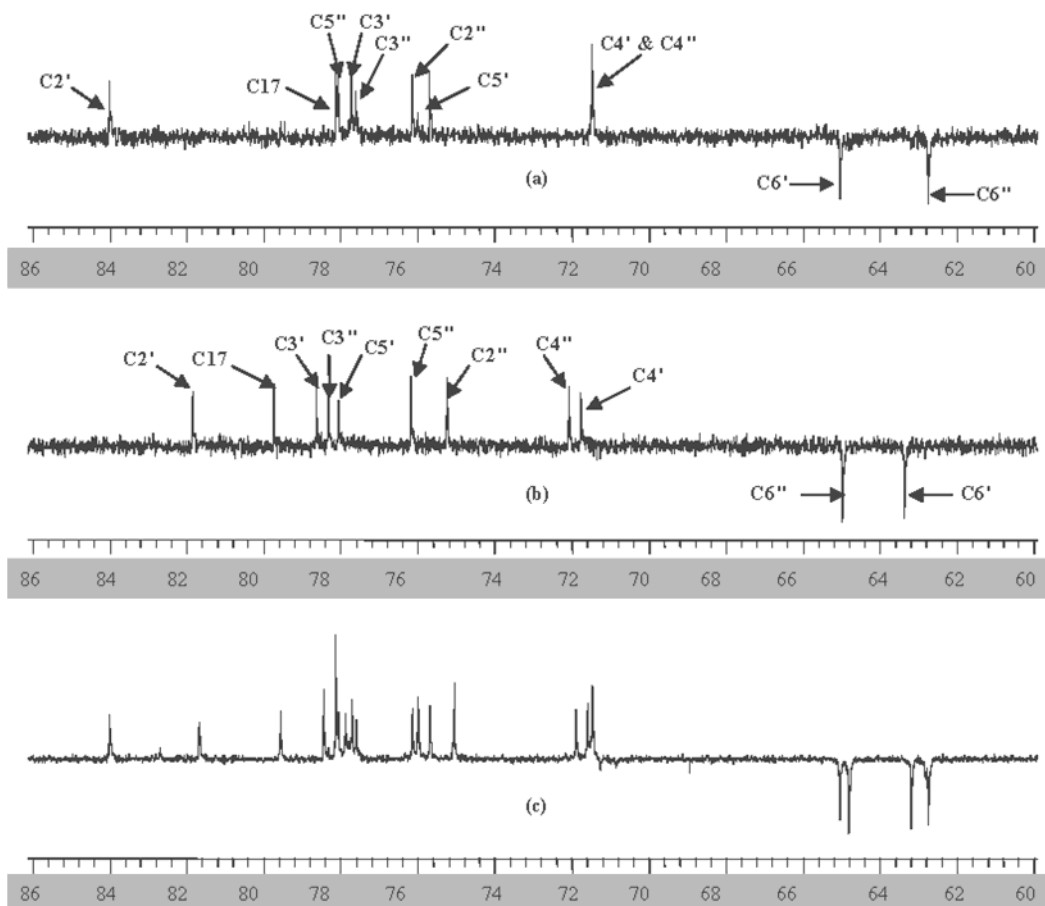 C5" C3'
C3"
C2"
C4' & C4"
C2'
C17
C5'
(a)
C6'
C6"
86 84 82 80 78 76 74 72 70 68 66 64 62 60
C2'
C17
C3'
C3"
C5'
C5"
C2"
C4"
C4'
(b)
C6"
C6'
86 84 82 80 78 76 74 72 70 68 66 64 62 60
(c)
86 84 82 80 78 76 74 72 70 68 66 64 62 60